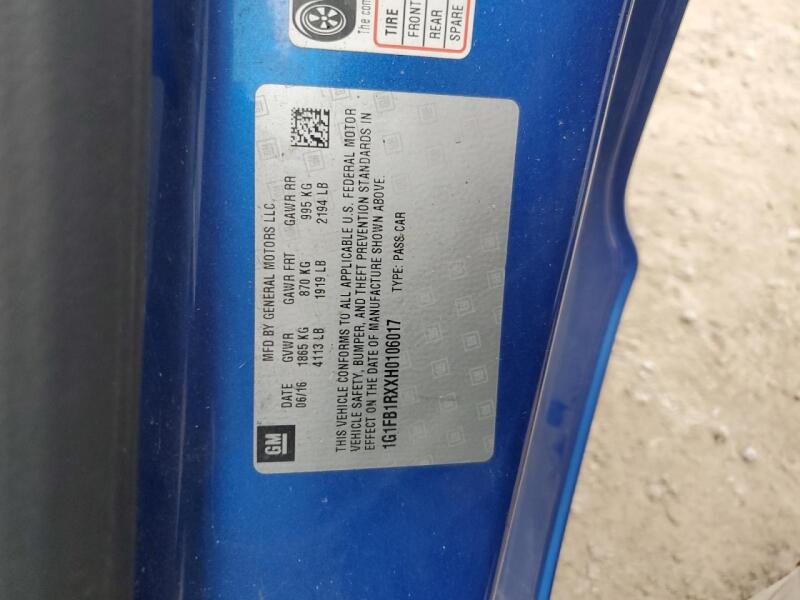 The com
TIRE
FRONT
REAR
SPARE
GM
MFD BY GENERAL MOTORS LLC.
DATE GVWR GAWR FRT GAWR RR
06/16 1865 KG 870 KG 995 KG
4113 LB 1919 LB 2194 LB
THIS VEHICLE CONFORMS TO ALL APPLICABLE U.S. FEDERAL MOTOR
VEHICLE SAFETY, BUMPER, AND THEFT PREVENTION STANDARDS IN
EFFECT ON THE DATE OF MANUFACTURE SHOWN ABOVE.
1G1FB1RXXH0106017 TYPE: PASS CAR